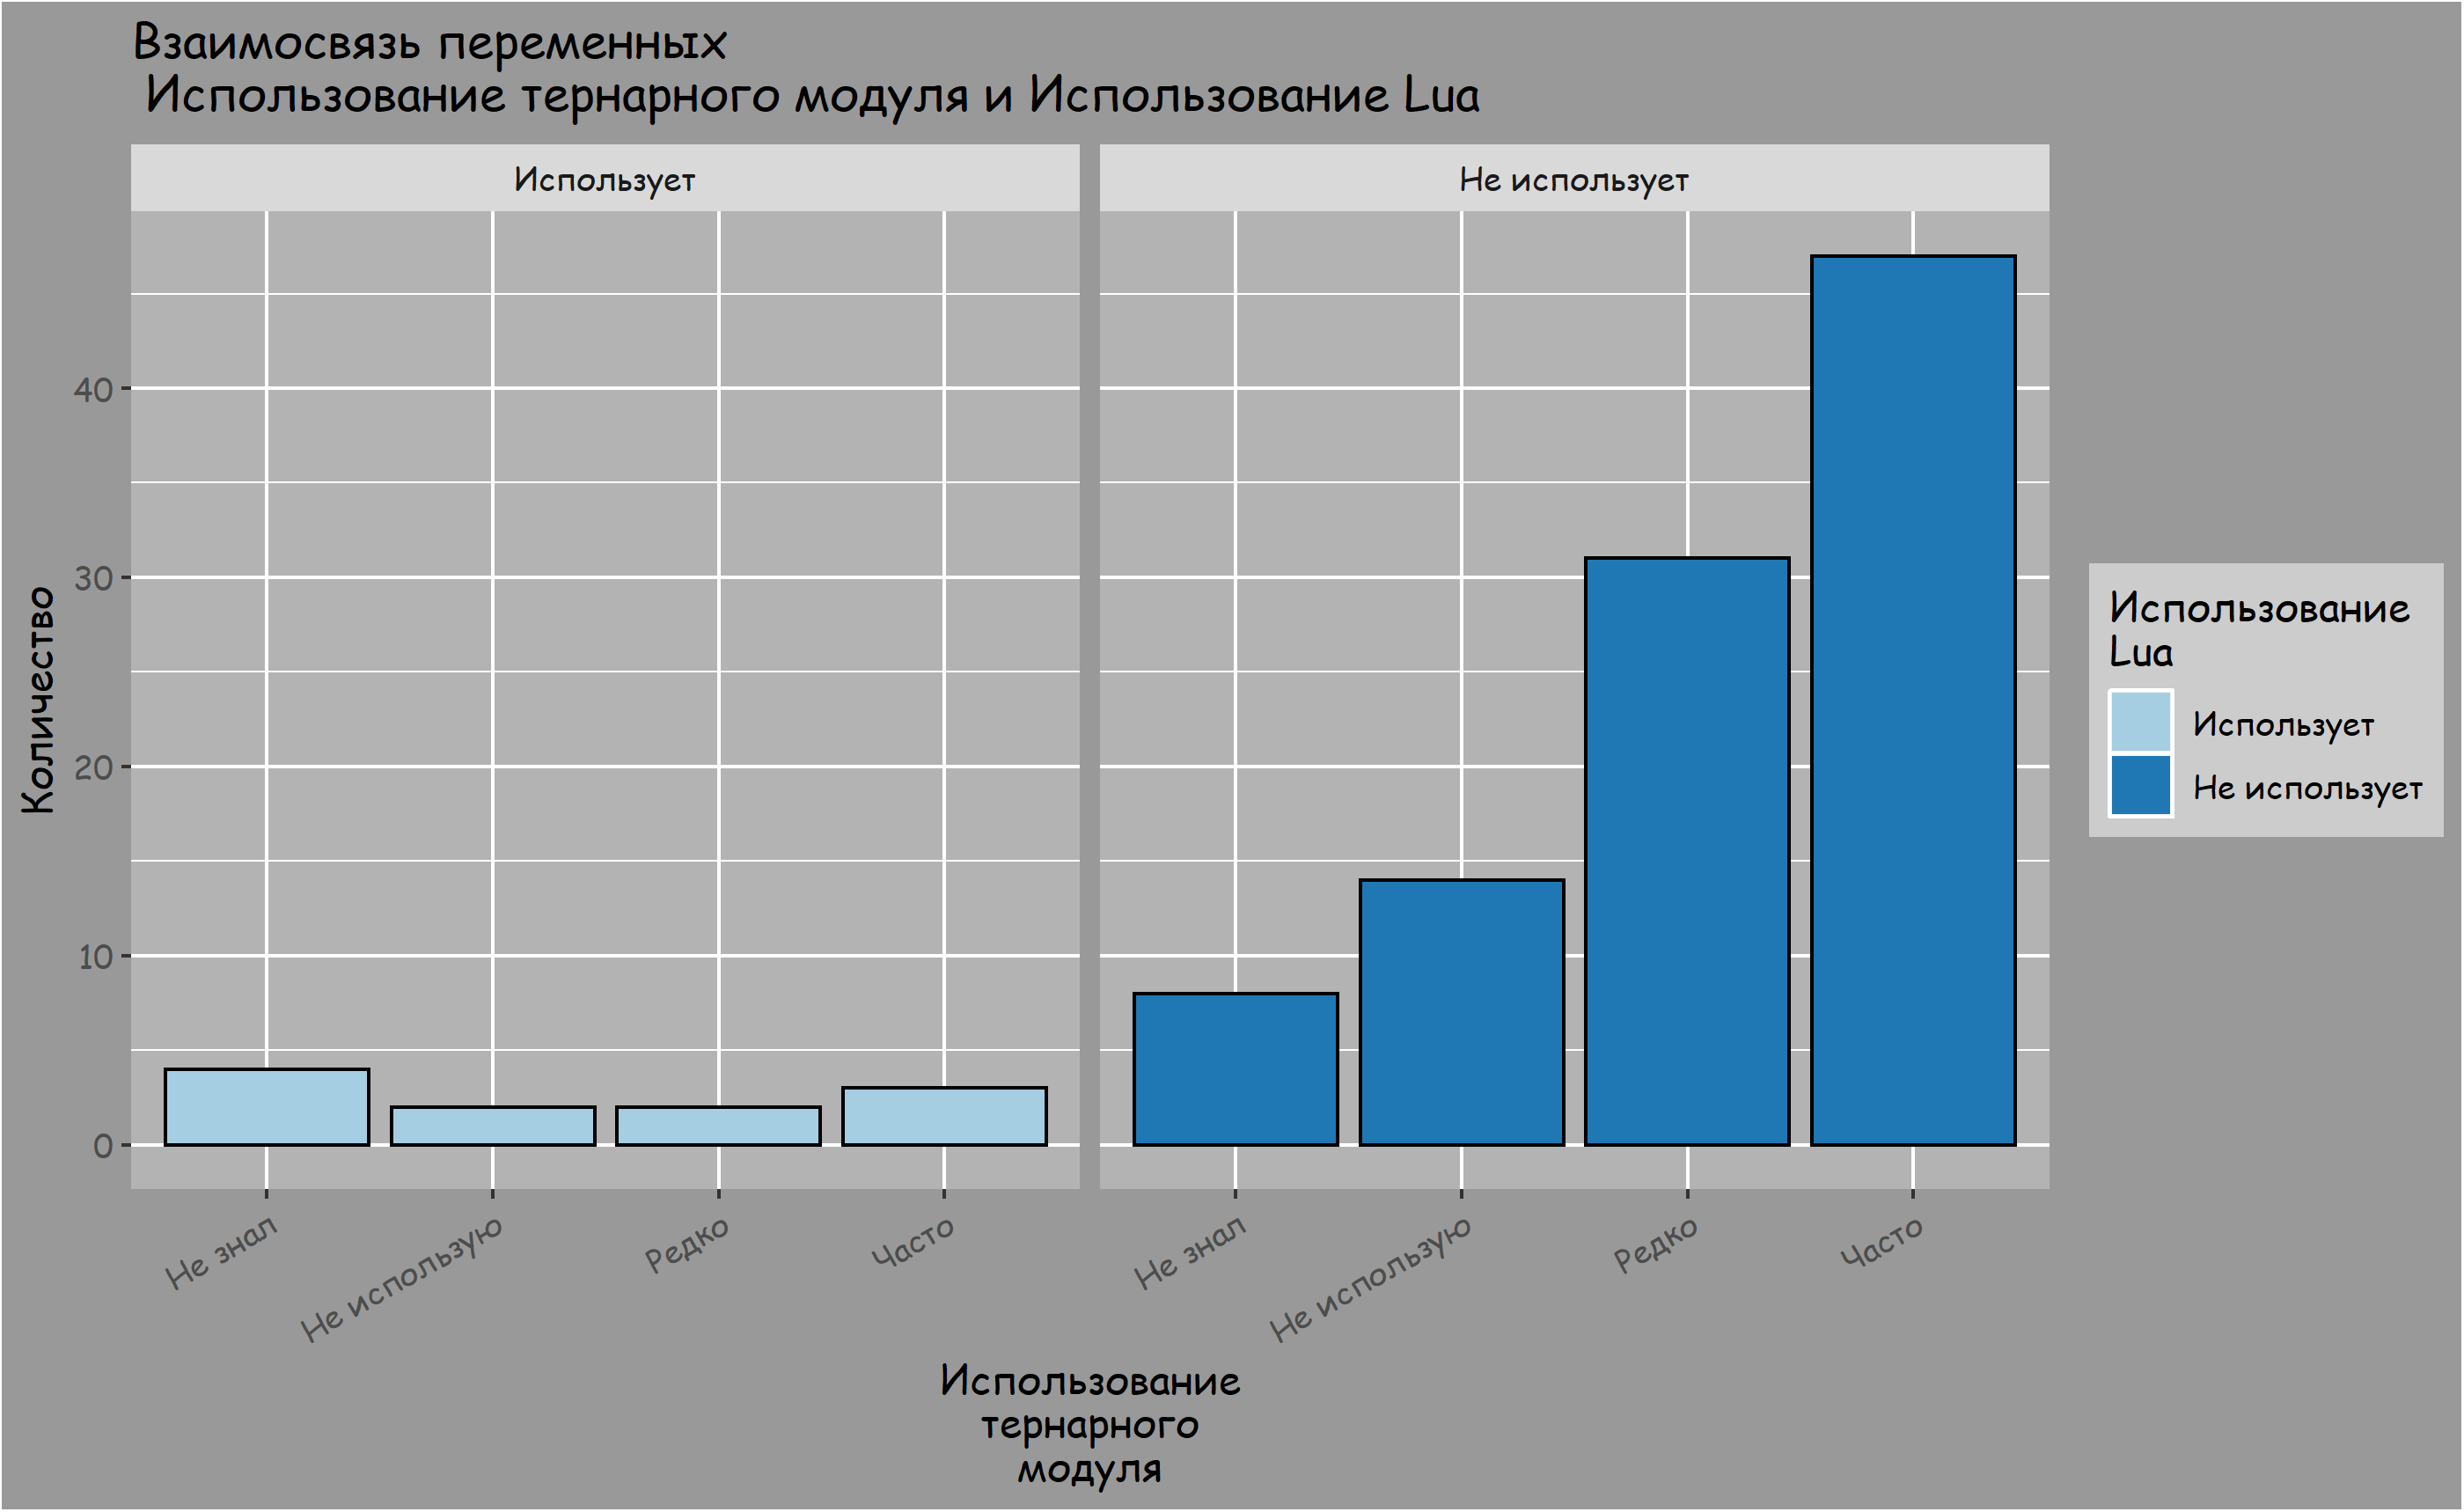 Взаимосвязь переменных
Использование тернарного модуля и Использование Lua
Использует
Не использует
Количество
40
30
20
10
0
Не знал
Не использую
Редко
Часто
Не знал
Не использую
Редко
Часто
Использование
тернарного
модуля
Использование
Lua
Использует
Не использует